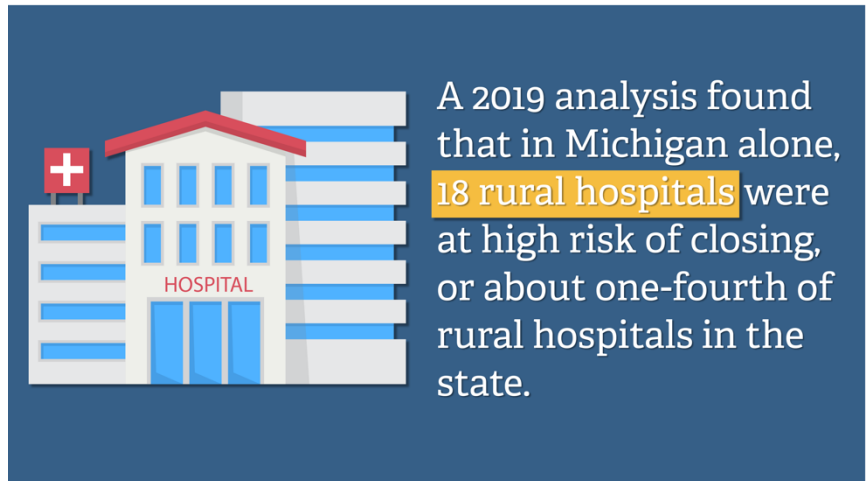 HOSPITAL
A 2019 analysis found
that in Michigan alone,
18 rural hospitals were
at high risk of closing,
or about one-fourth of
rural hospitals in the
state.